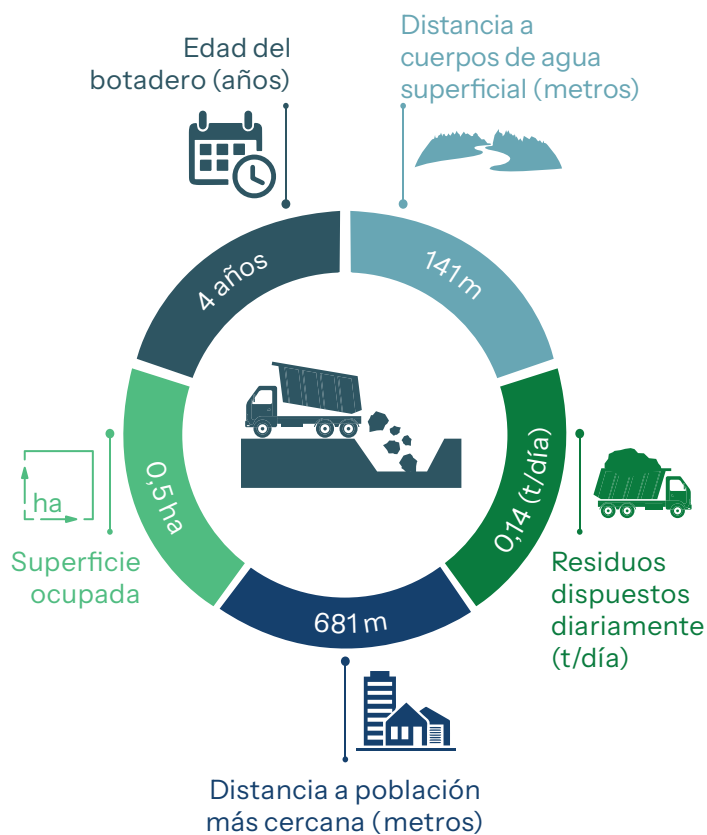 Edad del
botadero (años)
Distancia a
cuerpos de agua
superficial (metros)
4 años
141 m
0,5 ha
0,14 (t/día)
681 m
ha
Superficie
ocupada
Residuos
dispuestos
diariamente
(t/día)
Distancia a población
más cercana (metros)